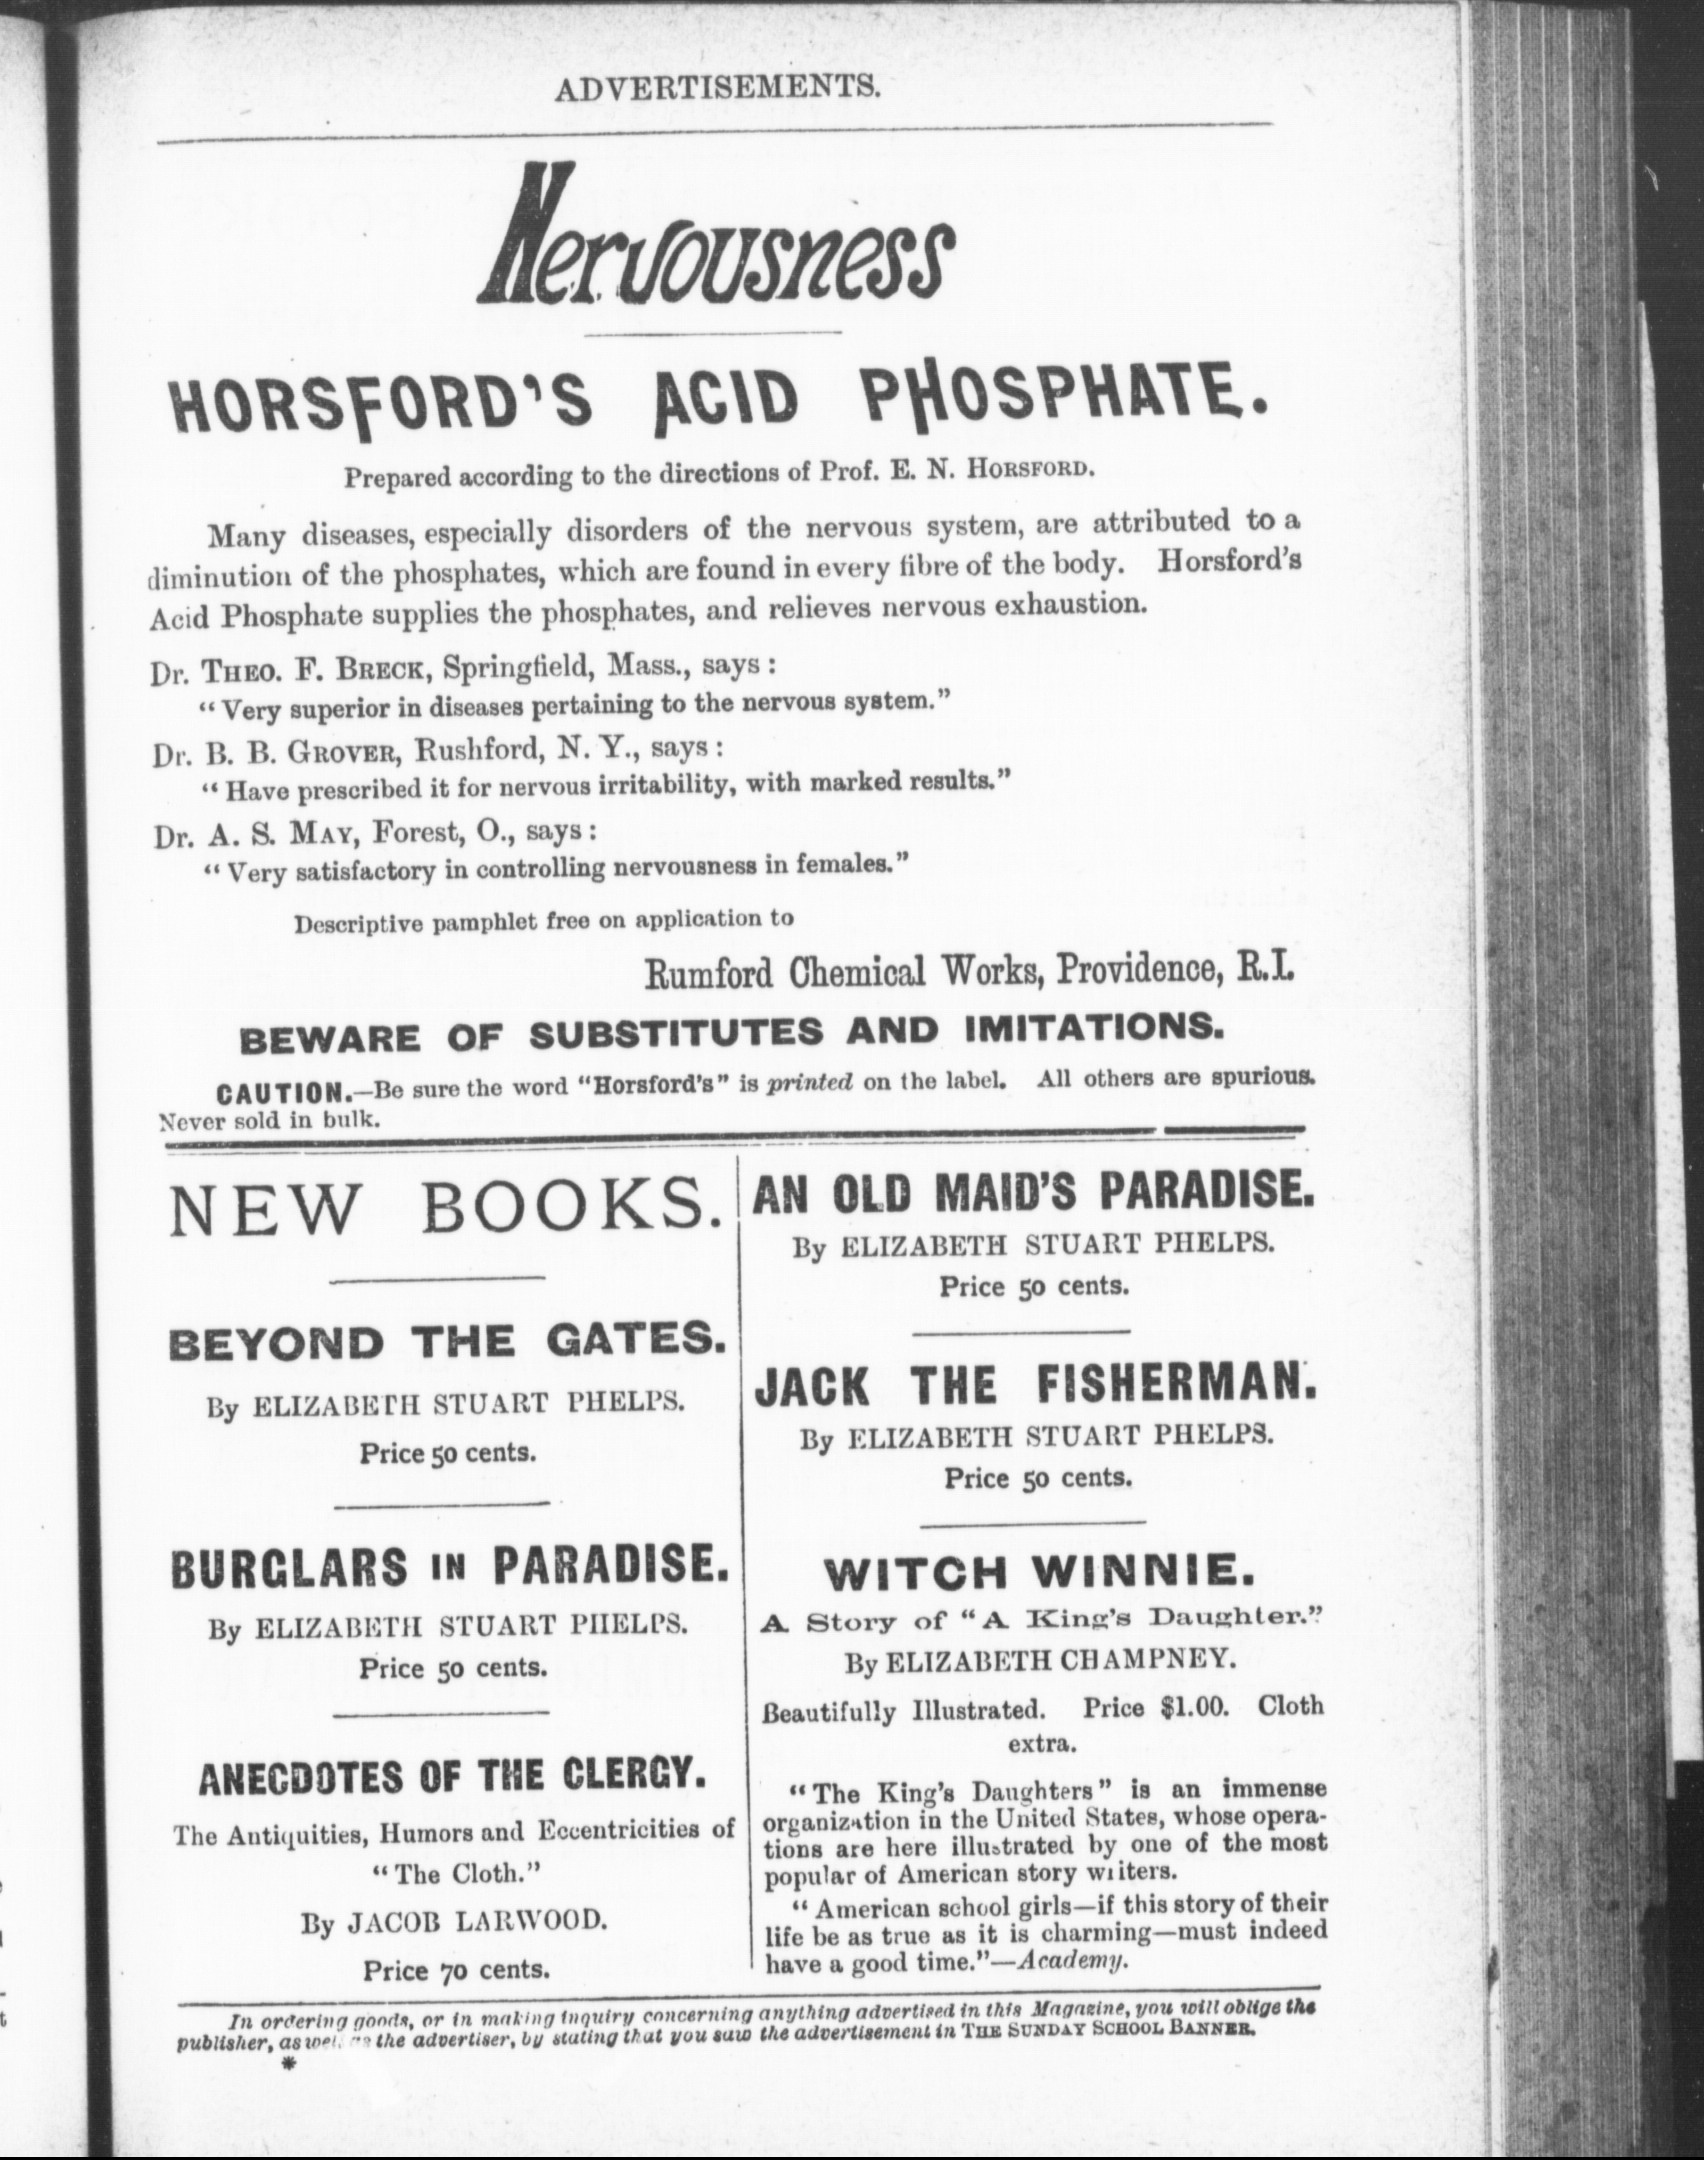 ADVERTISEMENTS.
Nervousness
HORSFORD'S ACID PHOSPHATE.
Prepared according to the directions of Prof. E. N. HORSFORD.
Many diseases, especially disorders of the nervous system, are attributed to a
diminution of the phosphates, which are found in every fibre of the body. Horsford's
Acid Phosphate supplies the phosphates, and relieves nervous exhaustion.
Dr. THEO. F. BRECK, Springfield, Mass., says:
"Very superior in diseases pertaining to the nervous system."
Dr. B. B. GROVER, Rushford, N. Y., says:
"Have prescribed it for nervous irritability, with marked results."
Dr. A. S. MAY, Forest, O., says:
"Very satisfactory in controlling nervousness in females."
Descriptive pamphlet free on application to
Rumford Chemical Works, Providence, R.I.
BEWARE OF SUBSTITUTES AND IMITATIONS.
CAUTION.—Be sure the word "Horsford's" is printed on the label. All others are spurious.
Never sold in bulk.
NEW BOOKS.
BEYOND THE GATES.
By ELIZABETH STUART PHELPS.
Price 50 cents.
BURGLARS IN PARADISE.
By ELIZABETH STUART PHELPS.
Price 50 cents.
ANECDOTES OF THE CLERGY.
The Antiquities, Humors and Eccentricities of
"The Cloth."
By JACOB LARWOOD.
Price 70 cents.
AN OLD MAID'S PARADISE.
By ELIZABETH STUART PHELPS.
Price 50 cents.
JACK THE FISHERMAN.
By ELIZABETH STUART PHELPS.
Price 50 cents.
WITCH WINNIE.
A Story of "A King's Daughter."
By ELIZABETH CHAMPNEY.
Beautifully Illustrated. Price $1.00. Cloth
extra.
"The King's Daughters" is an immense
organization in the United States, whose opera-
tions are here illustrated by one of the most
popular of American story writers.
"American school girls—if this story of their
life be as true as it is charming—must indeed
have a good time."—Academy.
In ordering goods, or in making inquiry concerning anything advertised in this Magazine, you will oblige the
publisher, as well as the advertiser, by stating that you saw the advertisement in THE SUNDAY SCHOOL BANNER.
*